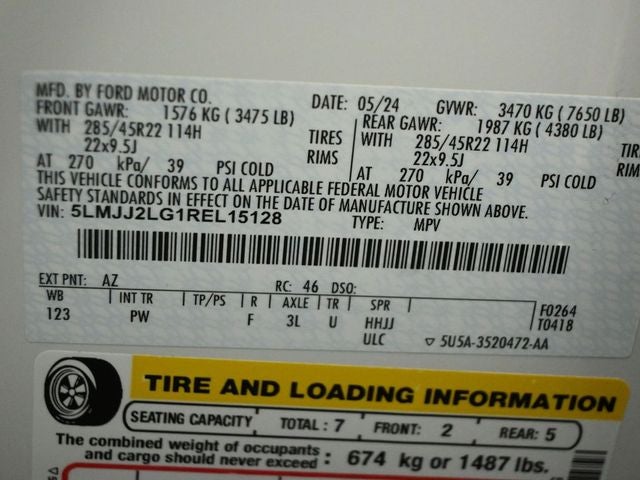 MFD. BY FORD MOTOR CO. DATE: 05/24 GVWR: 3470 KG ( 7650 LB)
FRONT GAWR: 1576 KG ( 3475 LB) REAR GAWR: 1987 KG ( 4380 LB)
WITH 285/45R22 114H TIRES WITH 285/45R22 114H TIR
22x9.5J RIMS 22x9.5J RIMS
AT 270 kPa/ 39 PSI COLD AT 270 kPa/ 39 PSI COLD
THIS VEHICLE CONFORMS TO ALL APPLICABLE FEDERAL MOTOR VEHICLE
SAFETY STANDARDS IN EFFECT ON THE DATE OF MANUFACTURE SHOWN ABOVE.
VIN: 5LMJJ2LG1REL15128 TYPE: MPV
EXT PNT: AZ RC: 46 DSO:
WB INT TR TP/PS R AXLE TR SPR F0264
123 PW F 3L U HHJJ T0418
ULC ▽ 5U5A-3520472-AA
TIRE AND LOADING INFORMATION
SEATING CAPACITY TOTAL : 7 FRONT: 2 REAR: 5
The combined weight of occupants
and cargo should never exceed : 674 kg or 1487 lbs.